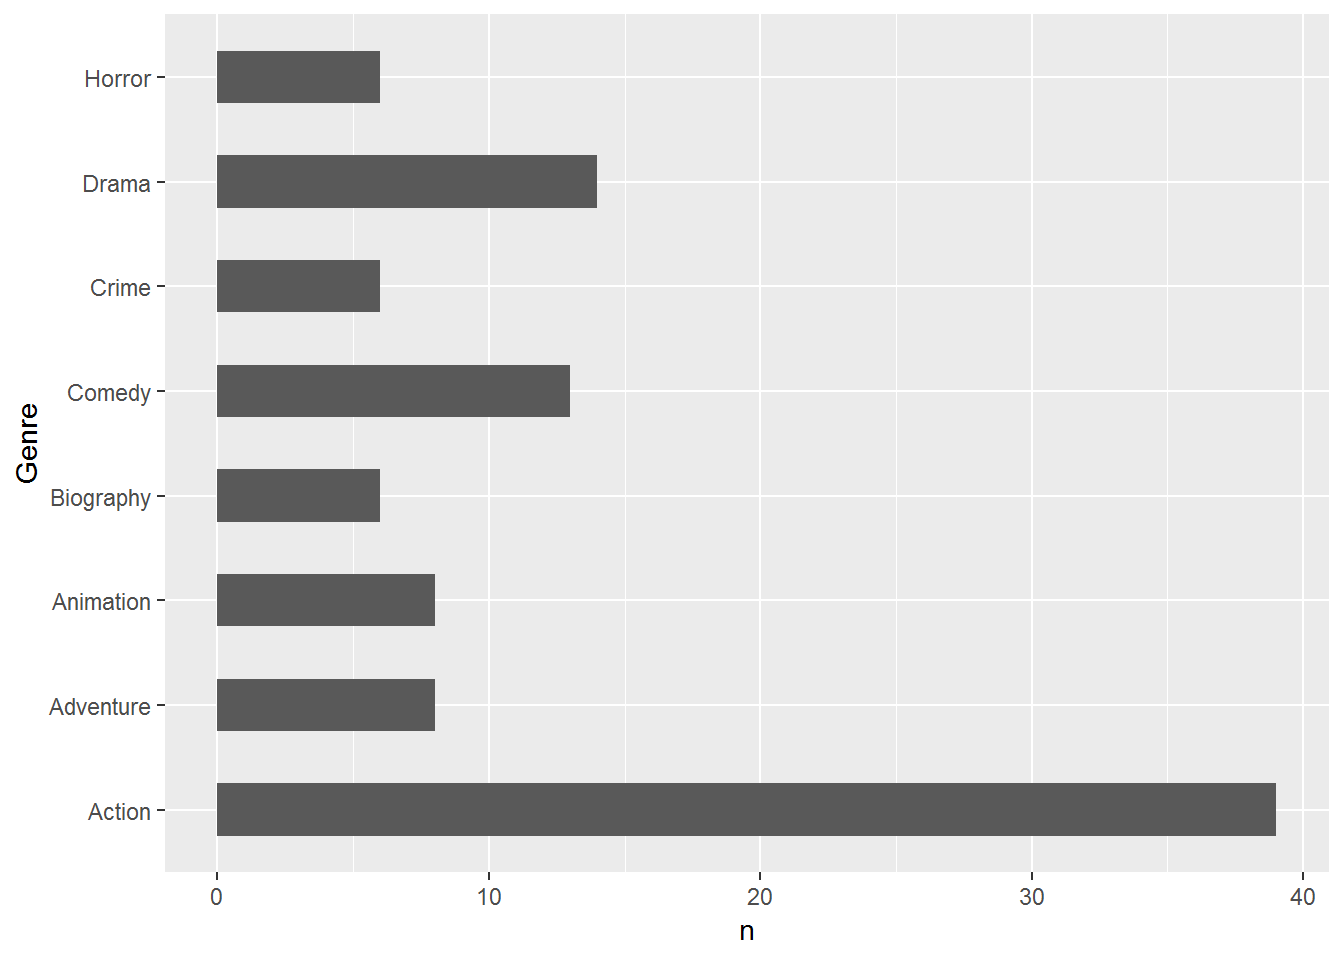 Genre
Horror
Drama
Crime
Comedy
Biography
Animation
Adventure
Action
0 10 20 30 40
n